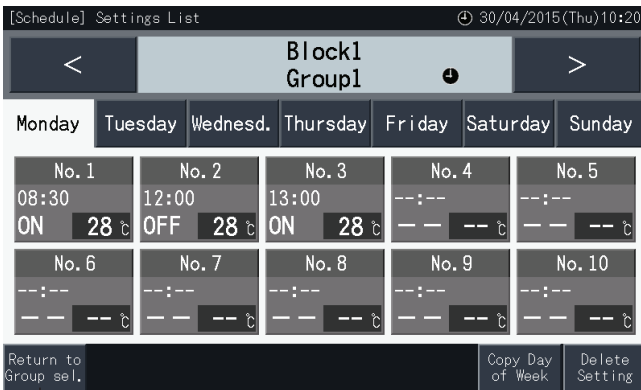 [Schedule] Settings List 30/04/2015(Thu)10:20
< Block1 >
Group1
Monday Tuesday Wednesd. Thursday Friday Saturday Sunday
No.1 No.2 No.3 No.4 No.5
08:30 12:00 13:00 --:-- --:--
ON 28℃ OFF 28℃ ON 28℃ — — --℃ — — --℃
No.6 No.7 No.8 No.9 No.10
--:-- --:-- --:-- --:-- --:--
— — --℃ — — --℃ — — --℃ — — --℃ — — --℃
Return to Copy Day Delete
Group sel. of Week Setting